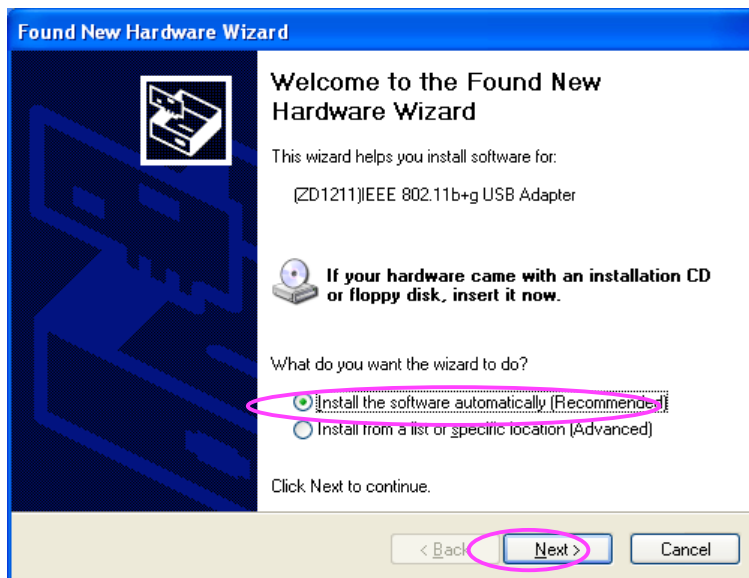 Found New Hardware Wizard
Welcome to the Found New
Hardware Wizard
This wizard helps you install software for:
(ZD1211)IEEE 802.11b+g USB Adapter
If your hardware came with an installation CD
or floppy disk, insert it now.
What do you want the wizard to do?
Install the software automatically (Recommended)
Install from a list or specific location (Advanced)
Click Next to continue.
< Back Next > Cancel